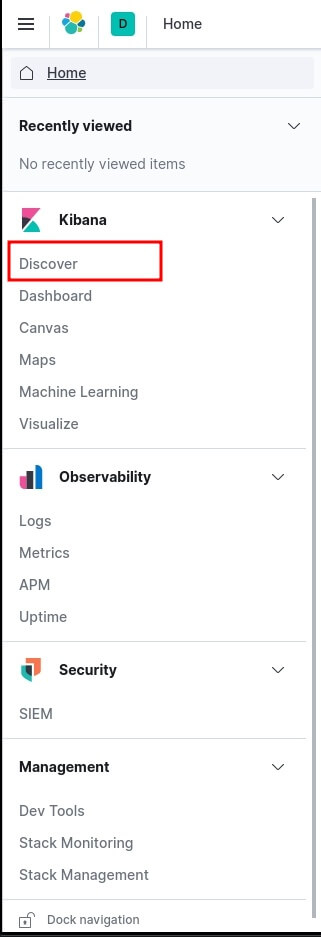 D Home
Home
Recently viewed
No recently viewed items
Kibana
Discover
Dashboard
Canvas
Maps
Machine Learning
Visualize
Observability
Logs
Metrics
APM
Uptime
Security
SIEM
Management
Dev Tools
Stack Monitoring
Stack Management
Dock navigation